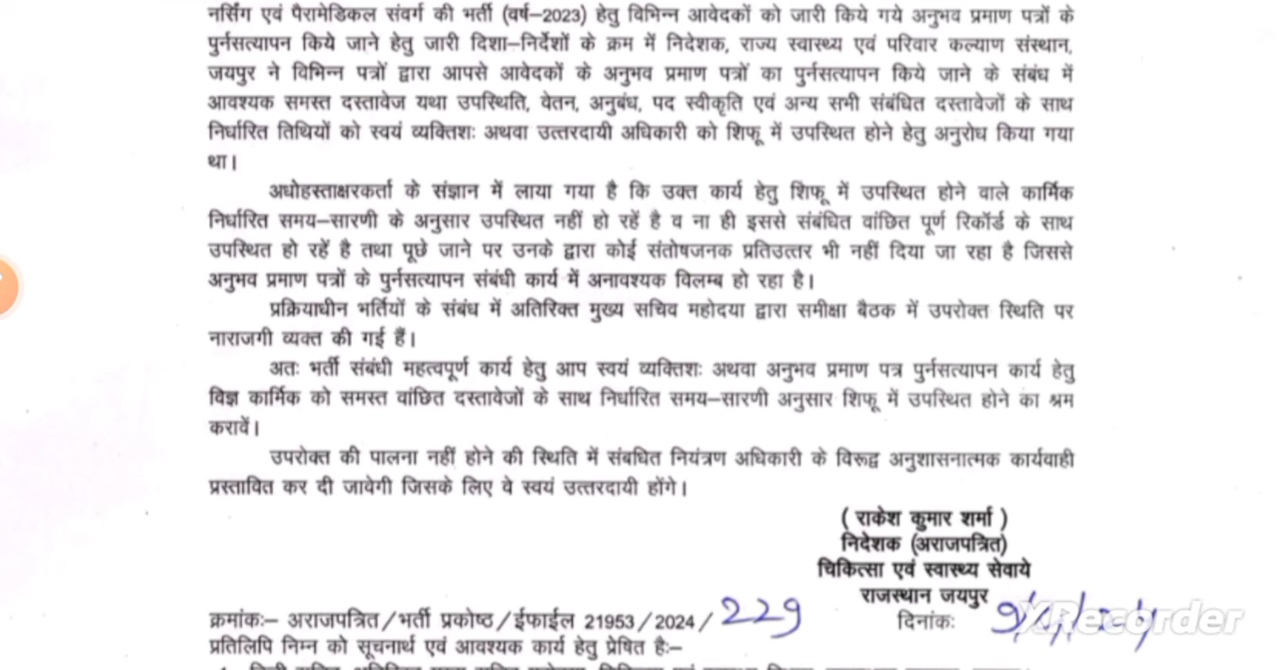 नर्सिंग एवं पैरामेडिकल संवर्ग की भर्ती (वर्ष–2023) हेतु विभिन्न आवेदकों को जारी किये गये अनुभव प्रमाण पत्रों के
पुर्नसत्यापन किये जाने हेतु जारी दिशा–निर्देशों के क्रम में निदेशक, राज्य स्वास्थ्य एवं परिवार कल्याण संस्थान,
जयपुर ने विभिन्न पत्रों द्वारा आपसे आवेदकों के अनुभव प्रमाण पत्रों का पुर्नसत्यापन किये जाने के संबंध में
आवश्यक समस्त दस्तावेज यथा उपस्थिति, वेतन, अनुबंध, पद स्वीकृति एवं अन्य सभी संबंधित दस्तावेजों के साथ
निर्धारित तिथियों को स्वयं व्यक्तिशः अथवा उत्तरदायी अधिकारी को शिफू में उपस्थित होने हेतु अनुरोध किया गया
था।
अधोहस्ताक्षरकर्ता के संज्ञान में लाया गया है कि उक्त कार्य हेतु शिफू में उपस्थित होने वाले कार्मिक
निर्धारित समय–सारणी के अनुसार उपस्थित नहीं हो रहें है व ना ही इससे संबंधित वांछित पूर्ण रिकॉर्ड के साथ
उपस्थित हो रहें है तथा पूछे जाने पर उनके द्वारा कोई संतोषजनक प्रतिउत्तर भी नहीं दिया जा रहा है जिससे
अनुभव प्रमाण पत्रों के पुर्नसत्यापन संबंधी कार्य में अनावश्यक विलम्ब हो रहा है।
प्रक्रियाधीन भर्तियों के संबंध में अतिरिक्त मुख्य सचिव महोदया द्वारा समीक्षा बैठक में उपरोक्त स्थिति पर
नाराजगी व्यक्त की गई हैं।
अतः भर्ती संबंधी महत्वपूर्ण कार्य हेतु आप स्वयं व्यक्तिशः अथवा अनुभव प्रमाण पत्र पुर्नसत्यापन कार्य हेतु
विज्ञ कार्मिक को समस्त वांछित दस्तावेजों के साथ निर्धारित समय–सारणी अनुसार शिफू में उपस्थित होने का श्रम
करावें।
उपरोक्त की पालना नहीं होने की स्थिति में संबधित नियंत्रण अधिकारी के विरूद्व अनुशासनात्मक कार्यवाही
प्रस्तावित कर दी जावेगी जिसके लिए वे स्वयं उत्तरदायी होंगे।
( राकेश कुमार शर्मा )
निदेशक (अराजपत्रित)
चिकित्सा एवं स्वास्थ्य सेवाये
राजस्थान जयपुर
क्रमांकः– अराजपत्रित/भर्ती प्रकोष्ठ/ईफाईल 21953/2024/ 229 दिनांकः
XRecorder
प्रतिलिपि निम्न को सूचनार्थ एवं आवश्यक कार्य हेतु प्रेषित हैः–